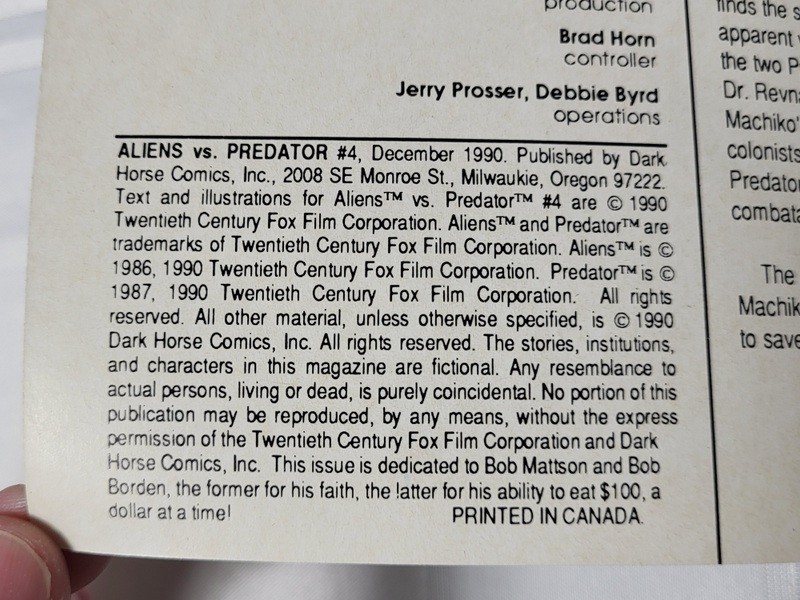 production
Brad Horn
controller
Jerry Prosser, Debbie Byrd
operations
ALIENS vs. PREDATOR #4, December 1990. Published by Dark
Horse Comics, Inc., 2008 SE Monroe St., Milwaukie, Oregon 97222.
Text and illustrations for Aliens™ vs. Predator™ #4 are © 1990
Twentieth Century Fox Film Corporation. Aliens™ and Predator™ are
trademarks of Twentieth Century Fox Film Corporation. Aliens™ is ©
1986, 1990 Twentieth Century Fox Film Corporation. Predator™ is ©
1987, 1990 Twentieth Century Fox Film Corporation. All rights
reserved. All other material, unless otherwise specified, is © 1990
Dark Horse Comics, Inc. All rights reserved. The stories, institutions,
and characters in this magazine are fictional. Any resemblance to
actual persons, living or dead, is purely coincidental. No portion of this
publication may be reproduced, by any means, without the express
permission of the Twentieth Century Fox Film Corporation and Dark
Horse Comics, Inc. This issue is dedicated to Bob Mattson and Bob
Borden, the former for his faith, the latter for his ability to eat $100, a
dollar at a time! PRINTED IN CANADA.
finds the
apparent
the two
Dr.
Machiko'
colonists
Predator
The
to save